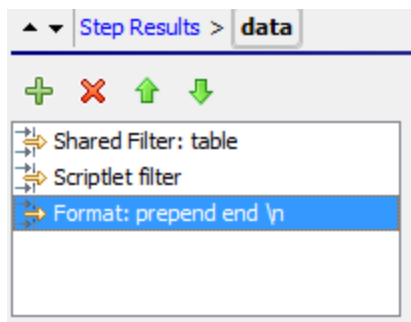 Step Results > data
Shared Filter: table
Scriptlet filter
Format: prepend end \n